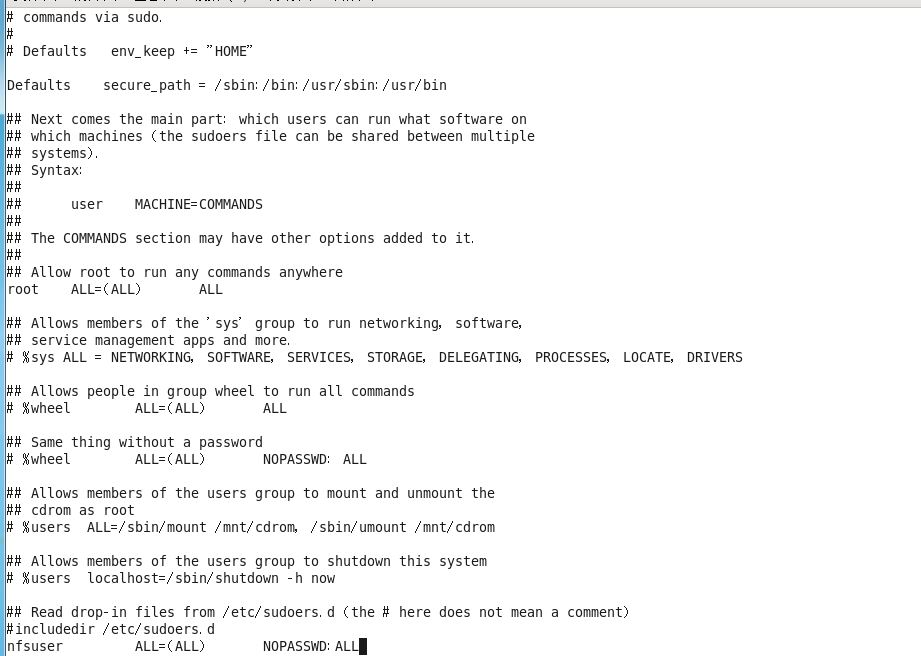 # commands via sudo.
#
# Defaults   env_keep += "HOME"
Defaults    secure_path = /sbin:/bin:/usr/sbin:/usr/bin
## Next comes the main part: which users can run what software on
## which machines (the sudoers file can be shared between multiple
## systems).
## Syntax:
##
##      user    MACHINE=COMMANDS
##
## The COMMANDS section may have other options added to it.
##
## Allow root to run any commands anywhere
root    ALL=(ALL)       ALL
## Allows members of the 'sys' group to run networking, software,
## service management apps and more.
# %sys ALL = NETWORKING, SOFTWARE, SERVICES, STORAGE, DELEGATING, PROCESSES, LOCATE, DRIVERS
## Allows people in group wheel to run all commands
# %wheel        ALL=(ALL)       ALL
## Same thing without a password
# %wheel        ALL=(ALL)       NOPASSWD: ALL
## Allows members of the users group to mount and unmount the
## cdrom as root
# %users  ALL=/sbin/mount /mnt/cdrom, /sbin/umount /mnt/cdrom
## Allows members of the users group to shutdown this system
# %users  localhost=/sbin/shutdown -h now
## Read drop-in files from /etc/sudoers.d (the # here does not mean a comment)
#includedir /etc/sudoers.d
nfsuser         ALL=(ALL)       NOPASSWD:ALL